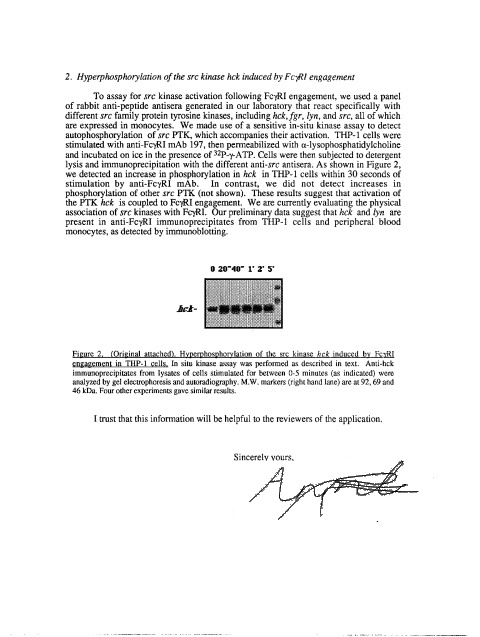 2. Hyperphosphorylation of the src kinase hck induced by FcγRI engagement
To assay for src kinase activation following FcγRI engagement, we used a panel
of rabbit anti-peptide antisera generated in our laboratory that react specifically with
different src family protein tyrosine kinases, including hck, fgr, lyn, and src, all of which
are expressed in monocytes. We made use of a sensitive in-situ kinase assay to detect
autophosphorylation of src PTK, which accompanies their activation. THP-1 cells were
stimulated with anti-FcγRI mAb 197, then permeabilized with α-lysophosphatidylcholine
and incubated on ice in the presence of ³²P-γ-ATP. Cells were then subjected to detergent
lysis and immunoprecipitation with the different anti-src antisera. As shown in Figure 2,
we detected an increase in phosphorylation in hck in THP-1 cells within 30 seconds of
stimulation by anti-FcγRI mAb. In contrast, we did not detect increases in
phosphorylation of other src PTK (not shown). These results suggest that activation of
the PTK hck is coupled to FcγRI engagement. We are currently evaluating the physical
association of src kinases with FcγRI. Our preliminary data suggest that hck and lyn are
present in anti-FcγRI immunoprecipitates from THP-1 cells and peripheral blood
monocytes, as detected by immunoblotting.
0 20"40" 1' 2' 5'
hck-
Figure 2. (Original attached). Hyperphosphorylation of the src kinase hck induced by FcγRI
engagement in THP-1 cells. In situ kinase assay was performed as described in text. Anti-hck
immunoprecipitates from lysates of cells stimulated for between 0-5 minutes (as indicated) were
analyzed by gel electrophoresis and autoradiography. M.W. markers (right hand lane) are at 92, 69 and
46 kDa. Four other experiments gave similar results.
I trust that this information will be helpful to the reviewers of the application.
Sincerely yours,